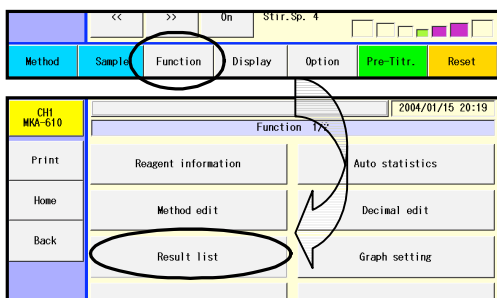 << >> On Stir.Sp. 4
Method Sample Function Display Option Pre-Titr. Reset
CH1
MKA-610
2004/01/15 20:19
Function 1/
Print
Reagent information
Auto statistics
Home
Method edit
Decimal edit
Back
Result list
Graph setting